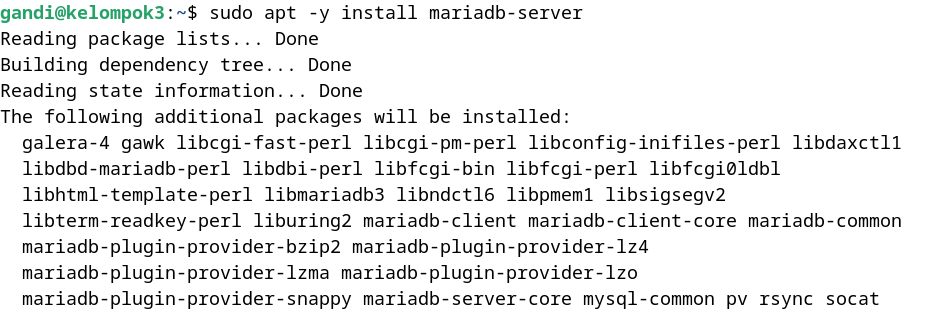 gandi@kelompok3:~$ sudo apt -y install mariadb-server
Reading package lists... Done
Building dependency tree... Done
Reading state information... Done
The following additional packages will be installed:
  galera-4 gawk libcgi-fast-perl libcgi-pm-perl libconfig-inifiles-perl libdaxctl1
  libdbd-mariadb-perl libdbi-perl libfcgi-bin libfcgi-perl libfcgi0ldbl
  libhtml-template-perl libmariadb3 libndctl6 libpmem1 libsigsegv2
  libterm-readkey-perl liburing2 mariadb-client mariadb-client-core mariadb-common
  mariadb-plugin-provider-bzip2 mariadb-plugin-provider-lz4
  mariadb-plugin-provider-lzma mariadb-plugin-provider-lzo
  mariadb-plugin-provider-snappy mariadb-server-core mysql-common pv rsync socat